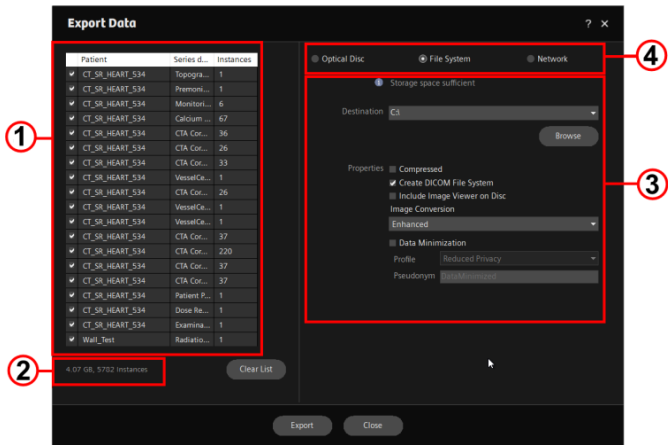 Export Data ? ×
Patient Series d... Instances
CT_SR_HEART_534 Topogra... 1
CT_SR_HEART_534 Premoni... 1
CT_SR_HEART_534 Monitori... 6
CT_SR_HEART_534 Calcium ... 67
CT_SR_HEART_534 CTA Cor... 36
CT_SR_HEART_534 CTA Cor... 26
CT_SR_HEART_534 CTA Cor... 33
CT_SR_HEART_534 VesselCe... 1
CT_SR_HEART_534 CTA Cor... 26
CT_SR_HEART_534 VesselCe... 1
CT_SR_HEART_534 VesselCe... 1
CT_SR_HEART_534 CTA Cor... 37
CT_SR_HEART_534 CTA Cor... 220
CT_SR_HEART_534 CTA Cor... 37
CT_SR_HEART_534 CTA Cor... 37
CT_SR_HEART_534 Patient P... 1
CT_SR_HEART_534 Dose Re... 1
CT_SR_HEART_534 Examina... 1
Wall_Test Radiatio... 1
1
4.07 GB, 5702 Instances
2
Clear List
Optical Disc File System Network
4
Storage space sufficient
Destination C:\
Browse
Properties Compressed
Create DICOM File System
Include Image Viewer on Disc
Image Conversion
Enhanced
Data Minimization
Profile Reduced Privacy
Pseudonym DataMinimized
3
Export Close